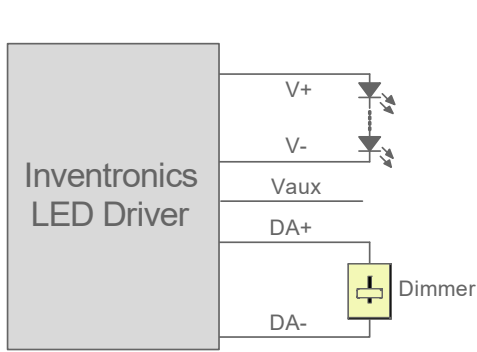 V+
V-
Inventronics
LED Driver
Vaux
DA+
Dimmer
DA-